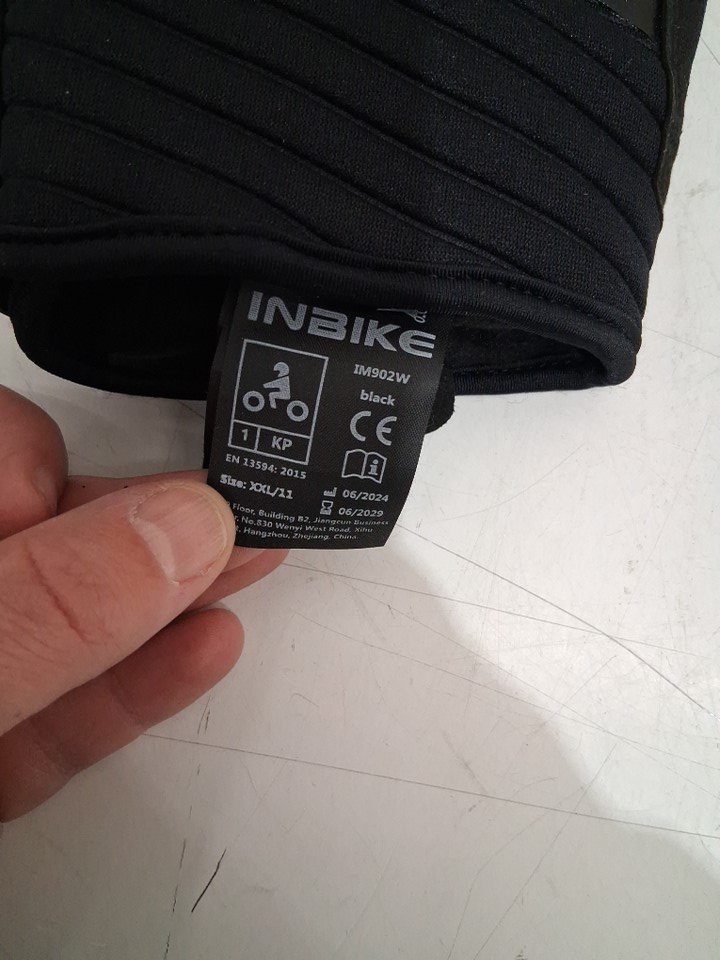 INBIKE
IM902W
black
CE
1 KP
EN 13594: 2015
Size: XXL/11
06/2024
06/2029
Floor, Building B2, Jiangcun Business
No.830 Wenyi West Road, Xihu
Hangzhou, Zhejiang, China